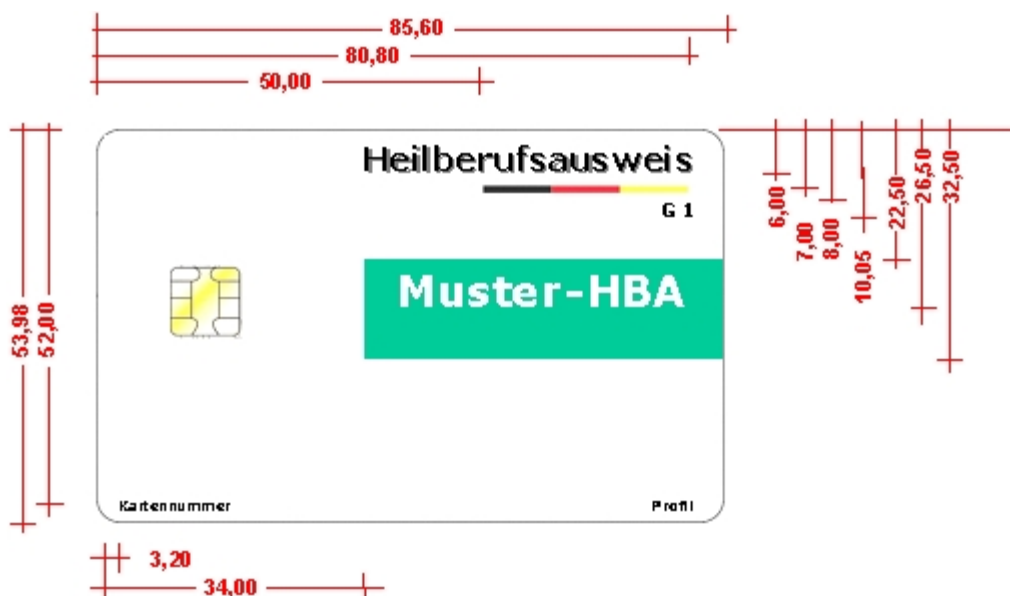 85,60
80,80
50,00
Heilberufsausweis
G 1
6,00
7,00
8,00
10,05
22,50
26,50
32,50
Muster-HBA
53,98
52,00
Kartennummer
Profil
3,20
34,00